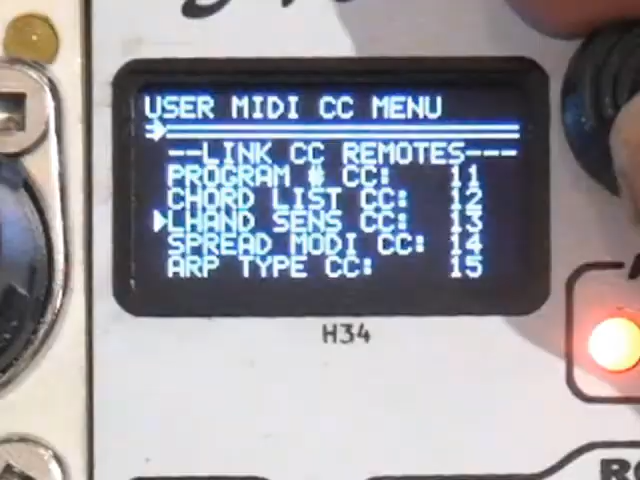 USER MIDI CC MENU
--LINK CC REMOTES---
PROGRAM # CC: 11
CHORD LIST CC: 12
LHAND SENS CC: 13
SPREAD MODI CC: 14
ARP TYPE CC: 15
H34